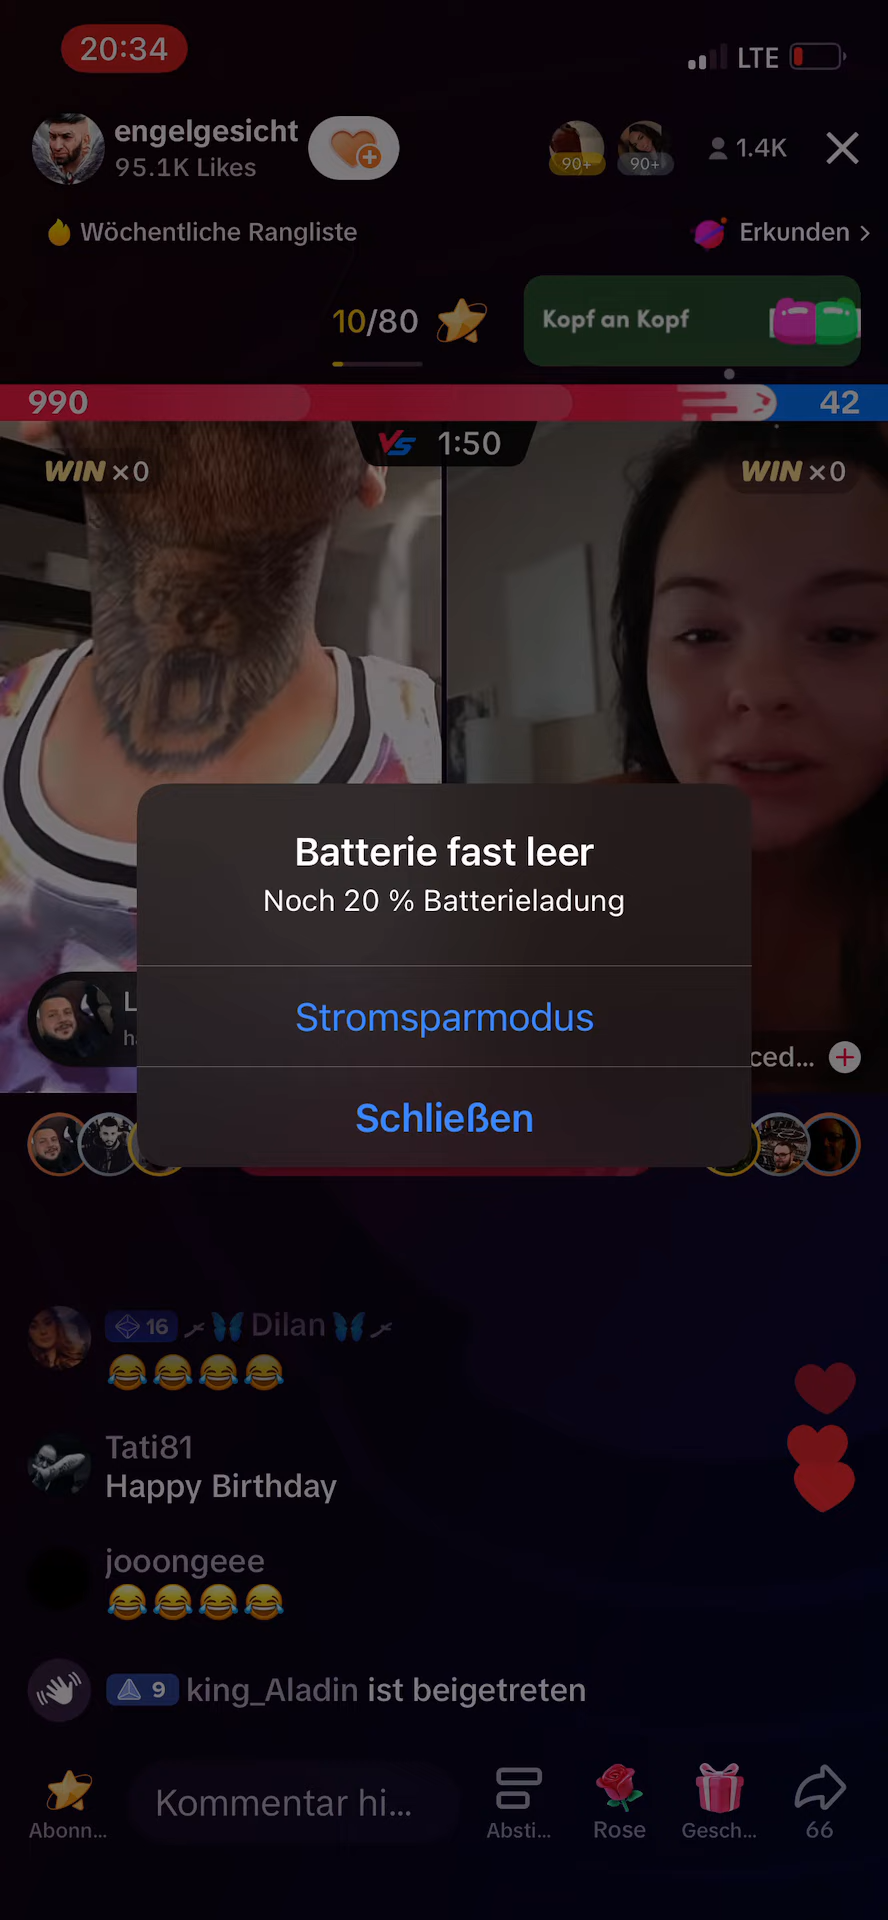 20:34
LTE
engelgesicht
95.1K Likes
90+
90+
1.4K
Wöchentliche Rangliste
Erkunden >
10/80
Kopf an Kopf
990
42
VS 1:50
WIN ×0
WIN ×0
Batterie fast leer
Noch 20 % Batterieladung
Stromsparmodus
Schließen
L
ced...
16 Dilan
😂😂😂😂
Tati81
Happy Birthday
jooongeee
😂😂😂😂
9 king_Aladin ist beigetreten
Kommentar hi...
Abonn...
Absti...
Rose
Gesch...
66